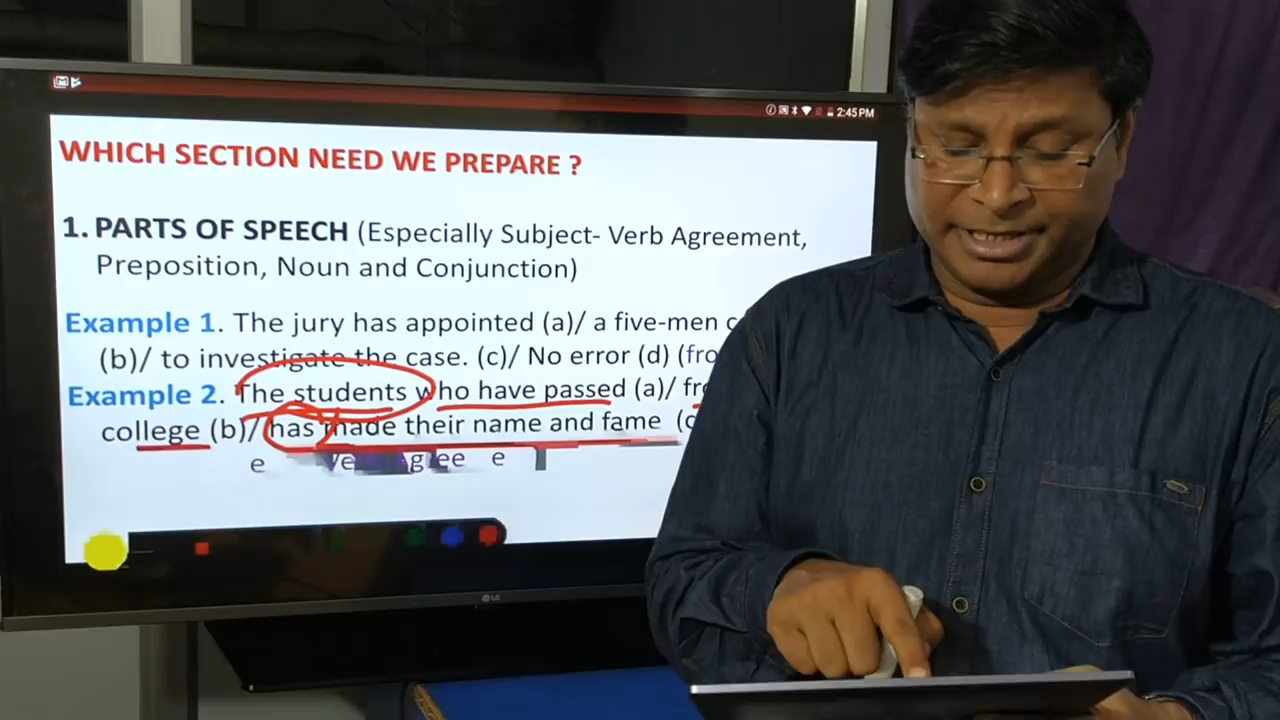 2:45 PM
WHICH SECTION NEED WE PREPARE ?
1. PARTS OF SPEECH (Especially Subject- Verb Agreement,
Preposition, Noun and Conjunction)
Example 1. The jury has appointed (a)/ a five-men
(b)/ to investigate the case. (c)/ No error (d)
Example 2. The students who have passed (a)/
college (b)/ has made their name and fame
LG